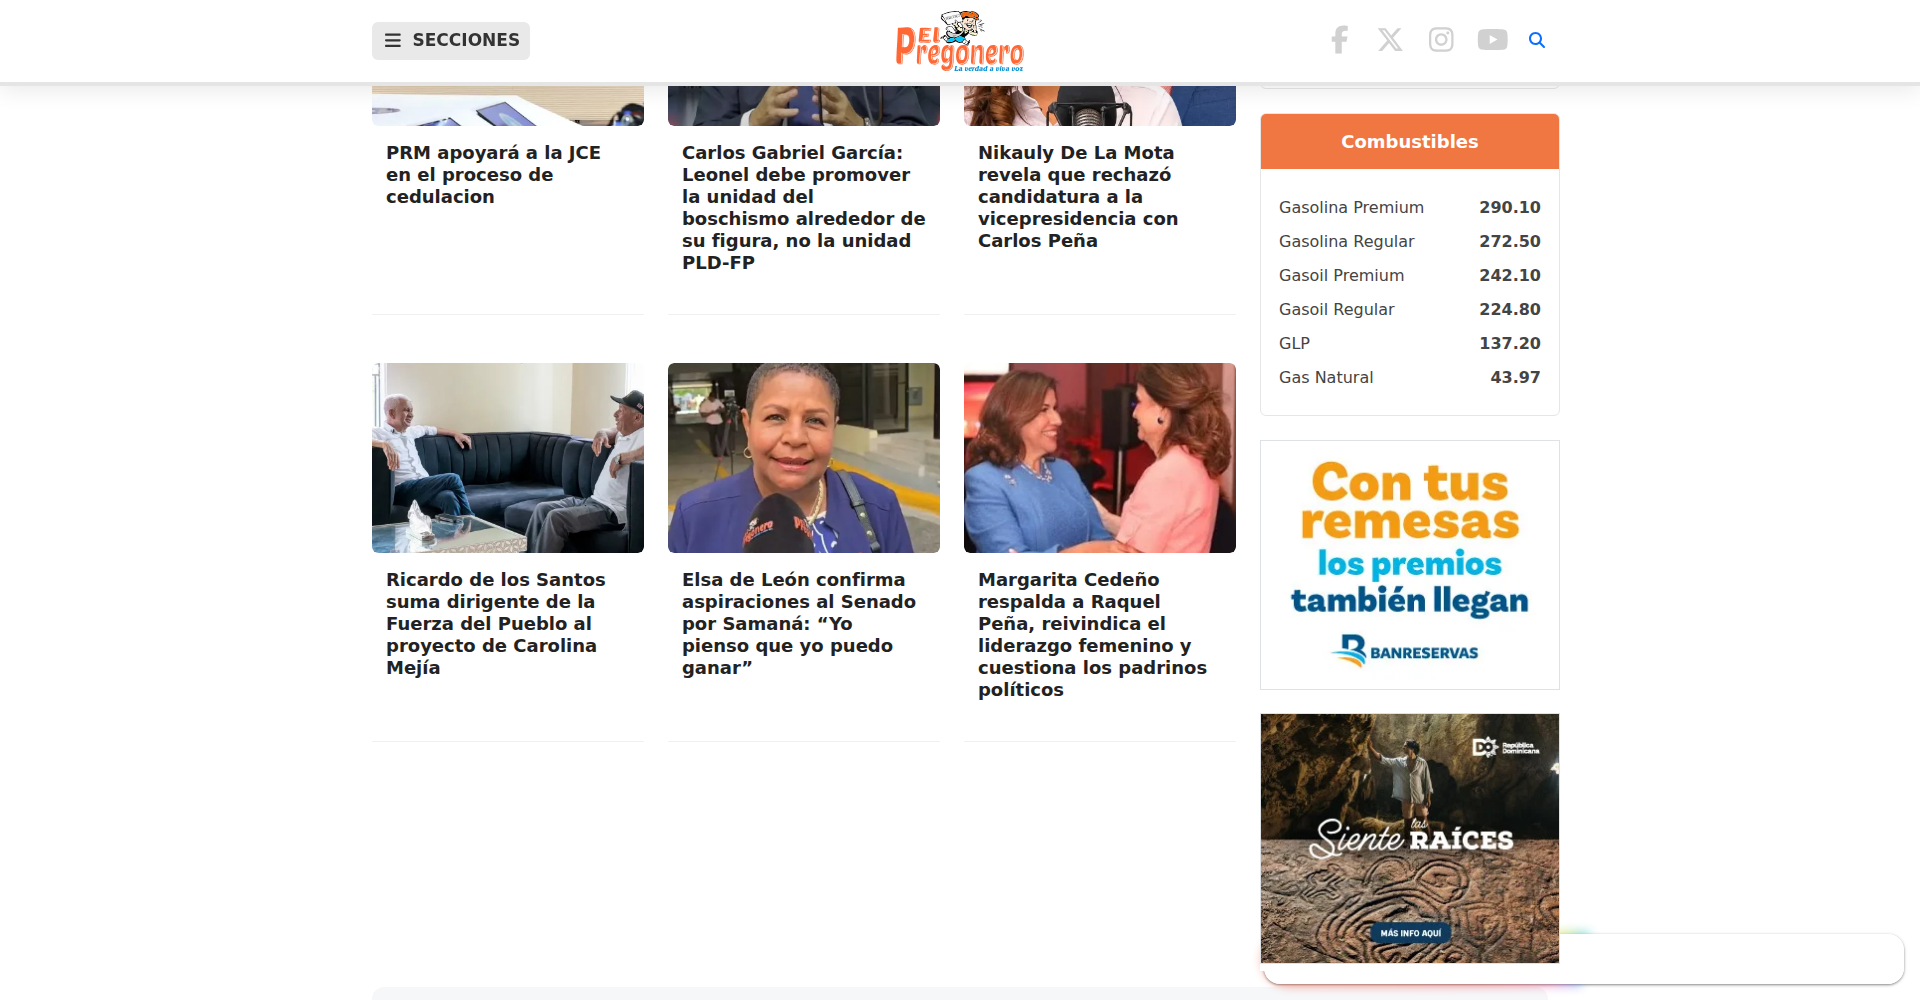 SECCIONES
EL
Pregonero
La verdad a viva voz
PRM apoyará a la JCE
en el proceso de
cedulacion
Carlos Gabriel García:
Leonel debe promover
la unidad del
boschismo alrededor de
su figura, no la unidad
PLD-FP
Nikauly De La Mota
revela que rechazó
candidatura a la
vicepresidencia con
Carlos Peña
Ricardo de los Santos
suma dirigente de la
Fuerza del Pueblo al
proyecto de Carolina
Mejía
Elsa de León confirma
aspiraciones al Senado
por Samaná: “Yo
pienso que yo puedo
ganar”
Margarita Cedeño
respalda a Raquel
Peña, reivindica el
liderazgo femenino y
cuestiona los padrinos
políticos
Combustibles
Gasolina Premium 290.10
Gasolina Regular 272.50
Gasoil Premium 242.10
Gasoil Regular 224.80
GLP 137.20
Gas Natural 43.97
Con tus
remesas
los premios
también llegan
BANRESERVAS
DO República
Dominicana
Siente las RAÍCES
MÁS INFO AQUÍ